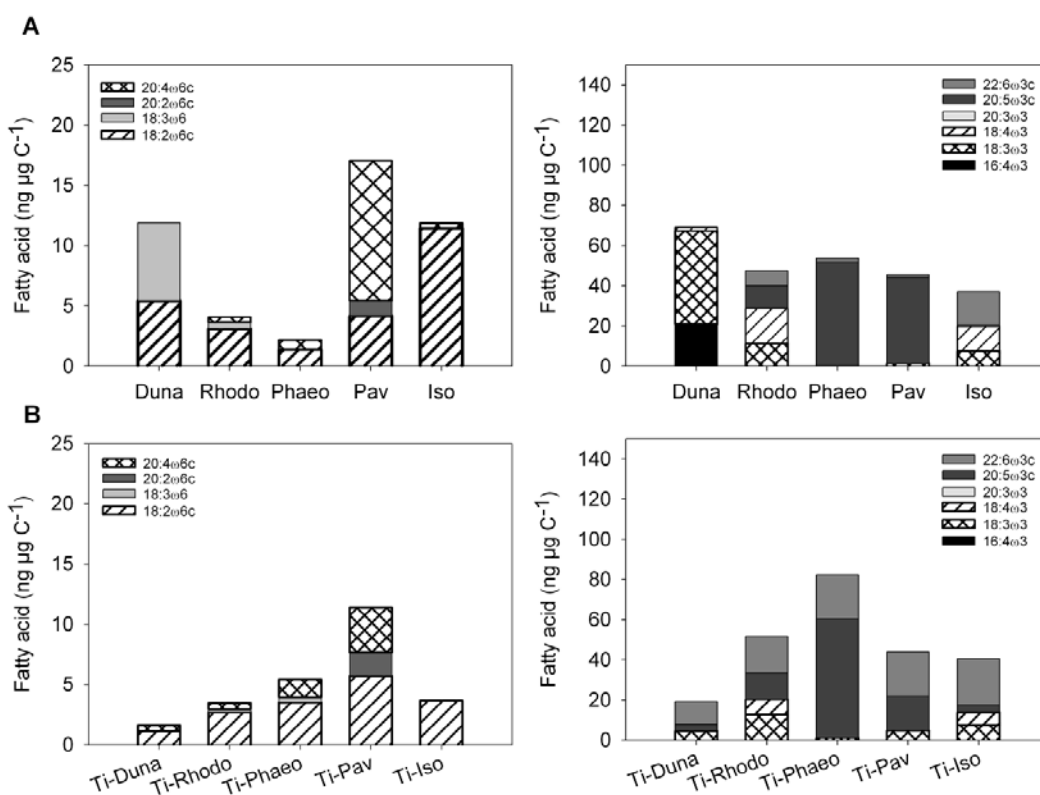 A
25
20
15
10
5
0
Fatty acid (ng µg C-1)
20:4ω6c
20:2ω6c
18:3ω6
18:2ω6c
Duna Rhodo Phaeo Pav Iso
140
120
100
80
60
40
20
0
Fatty acid (ng µg C-1)
22:6ω3c
20:5ω3c
20:3ω3
18:4ω3
18:3ω3
16:4ω3
Duna Rhodo Phaeo Pav Iso
B
25
20
15
10
5
0
Fatty acid (ng µg C-1)
20:4ω6c
20:2ω6c
18:3ω6
18:2ω6c
Ti-Duna Ti-Rhodo Ti-Phaeo Ti-Pav Ti-Iso
140
120
100
80
60
40
20
0
Fatty acid (ng µg C-1)
22:6ω3c
20:5ω3c
20:3ω3
18:4ω3
18:3ω3
16:4ω3
Ti-Duna Ti-Rhodo Ti-Phaeo Ti-Pav Ti-Iso